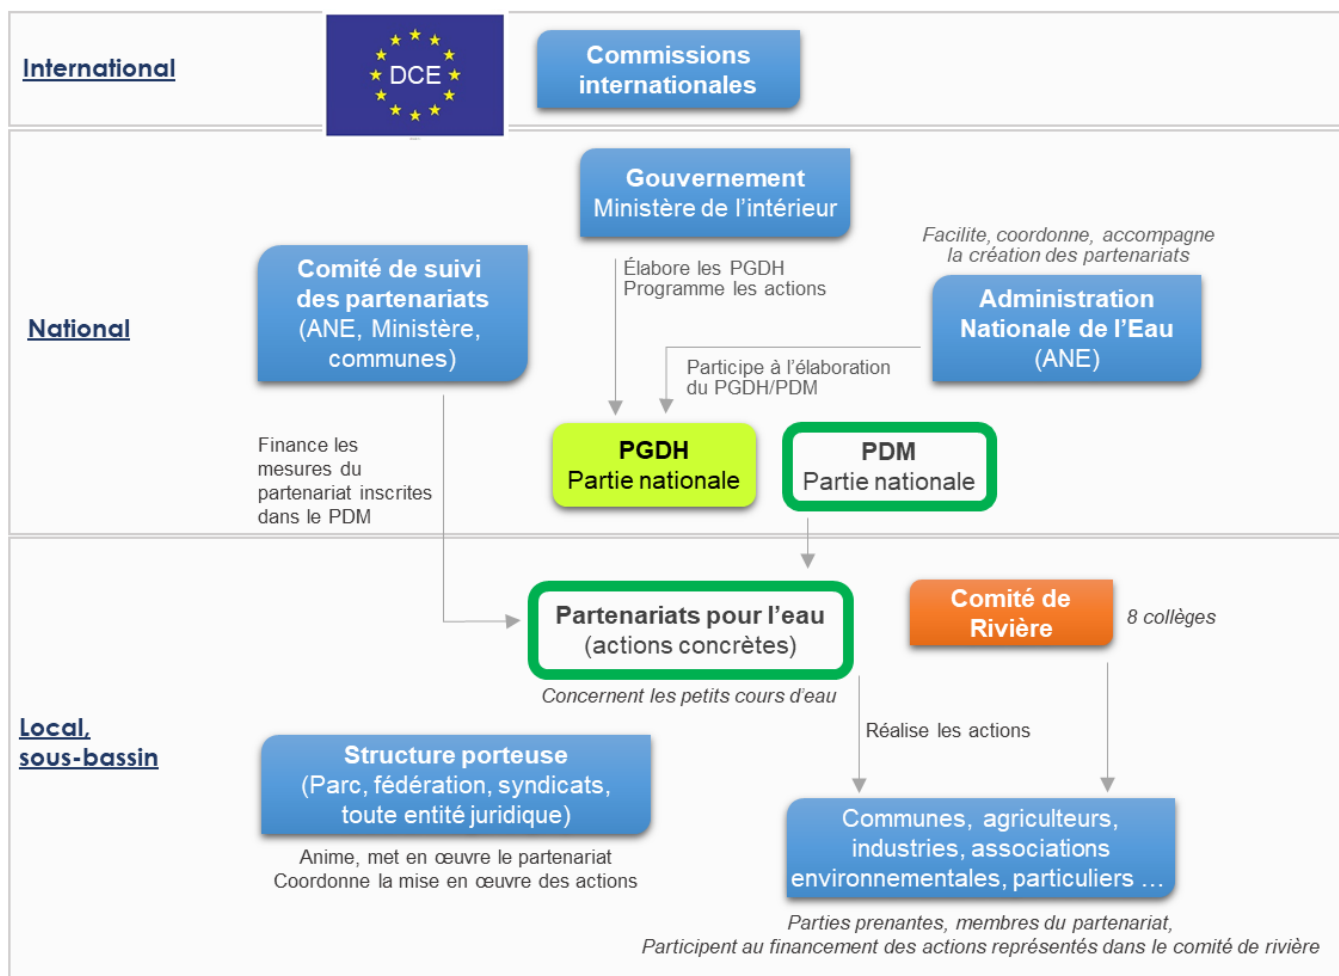 International
DCE
Commissions
internationales
National
Gouvernement
Ministère de l’intérieur
Élabore les PGDH
Programme les actions
Comité de suivi
des partenariats
(ANE, Ministère,
communes)
Facilite, coordonne, accompagne
la création des partenariats
Administration
Nationale de l’Eau
(ANE)
Participe à l’élaboration
du PGDH/PDM
Finance les
mesures du
partenariat inscrites
dans le PDM
PGDH
Partie nationale
PDM
Partie nationale
Local,
sous-bassin
Partenariats pour l’eau
(actions concrètes)
Concernent les petits cours d’eau
Comité de
Rivière
8 collèges
Réalise les actions
Structure porteuse
(Parc, fédération, syndicats,
toute entité juridique)
Anime, met en œuvre le partenariat
Coordonne la mise en œuvre des actions
Communes, agriculteurs,
industries, associations
environnementales, particuliers …
Parties prenantes, membres du partenariat,
Participent au financement des actions représentés dans le comité de rivière